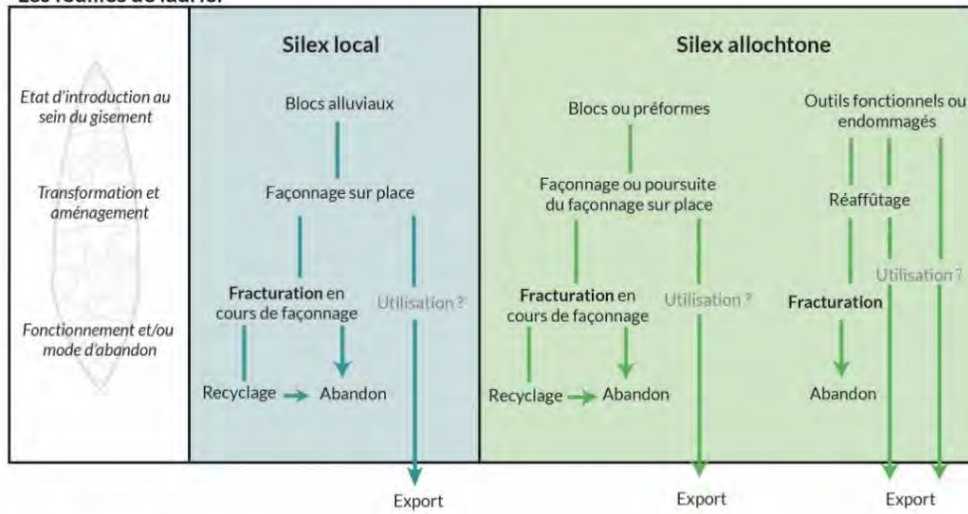 Les feuilles de laurier
Silex local
Silex allochtone
Etat d'introduction au
sein du gisement
Transformation et
aménagement
Fonctionnement et/ou
mode d'abandon
Blocs alluviaux
Façonnage sur place
Fracturation en
cours de façonnage
Utilisation ?
Recyclage
Abandon
Export
Blocs ou préformes
Façonnage ou poursuite
du façonnage sur place
Fracturation en
cours de façonnage
Utilisation ?
Recyclage
Abandon
Export
Outils fonctionnels ou
endommagés
Réaffûtage
Utilisation ?
Fracturation
Abandon
Export